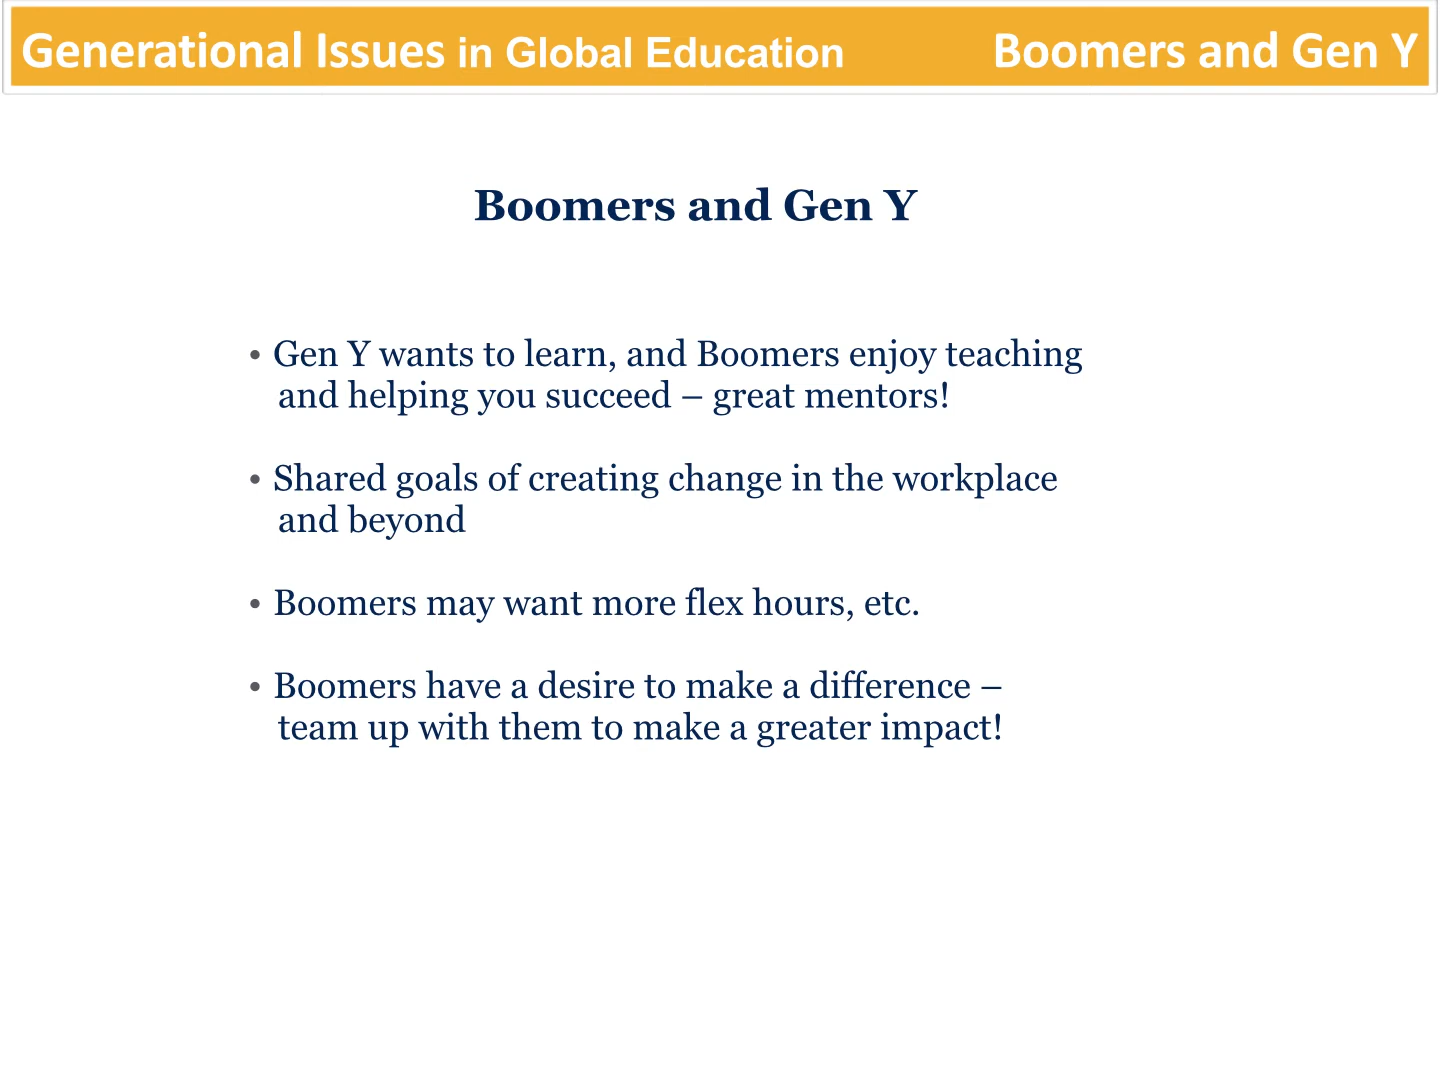 Generational Issues in Global Education Boomers and Gen Y
Boomers and Gen Y
• Gen Y wants to learn, and Boomers enjoy teaching
and helping you succeed – great mentors!
• Shared goals of creating change in the workplace
and beyond
• Boomers may want more flex hours, etc.
• Boomers have a desire to make a difference –
team up with them to make a greater impact!